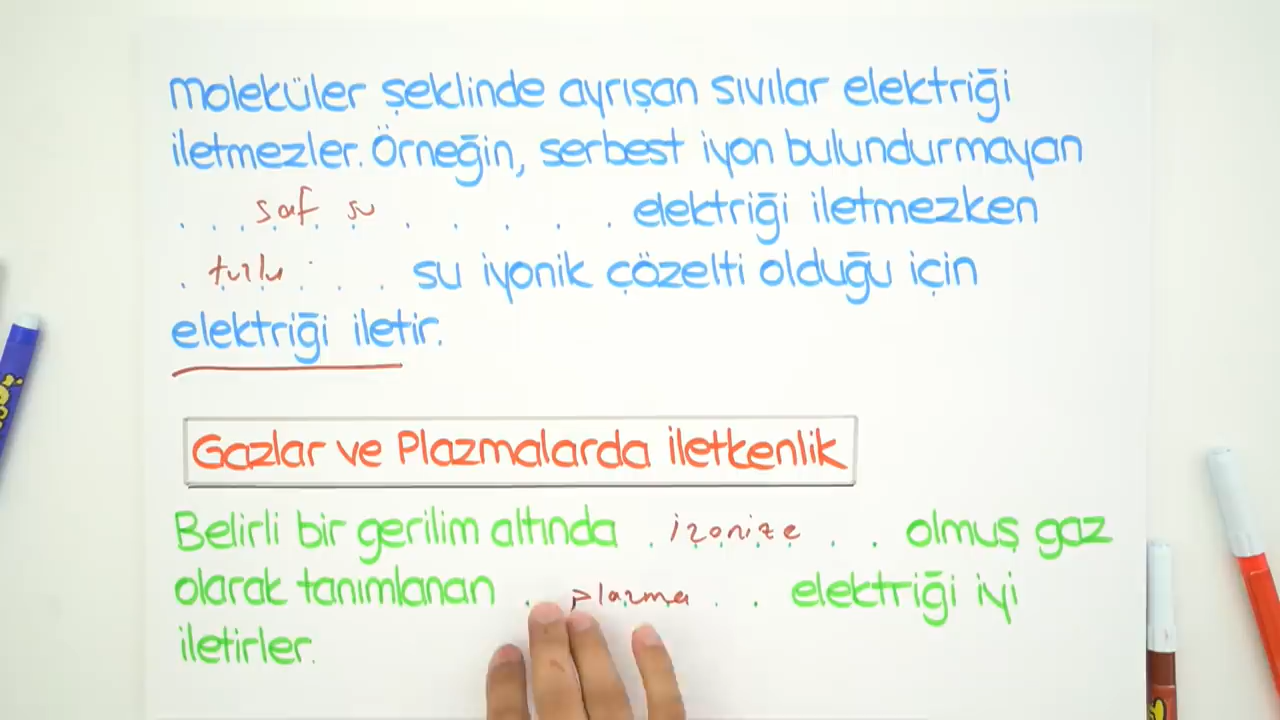 moleküler şeklinde ayrışan sıvılar elektriği
iletmezler. Örneğin, serbest iyon bulundurmayan
. . . saf su . . . . . . elektriği iletmezken
. tuzlu . . . su iyonik çözelti olduğu için
elektriği iletir.
Gazlar ve Plazmalarda İletkenlik
Belirli bir gerilim altında . iyonize . . olmuş gaz
olarak tanımlanan . plazma . . elektriği iyi
iletirler.